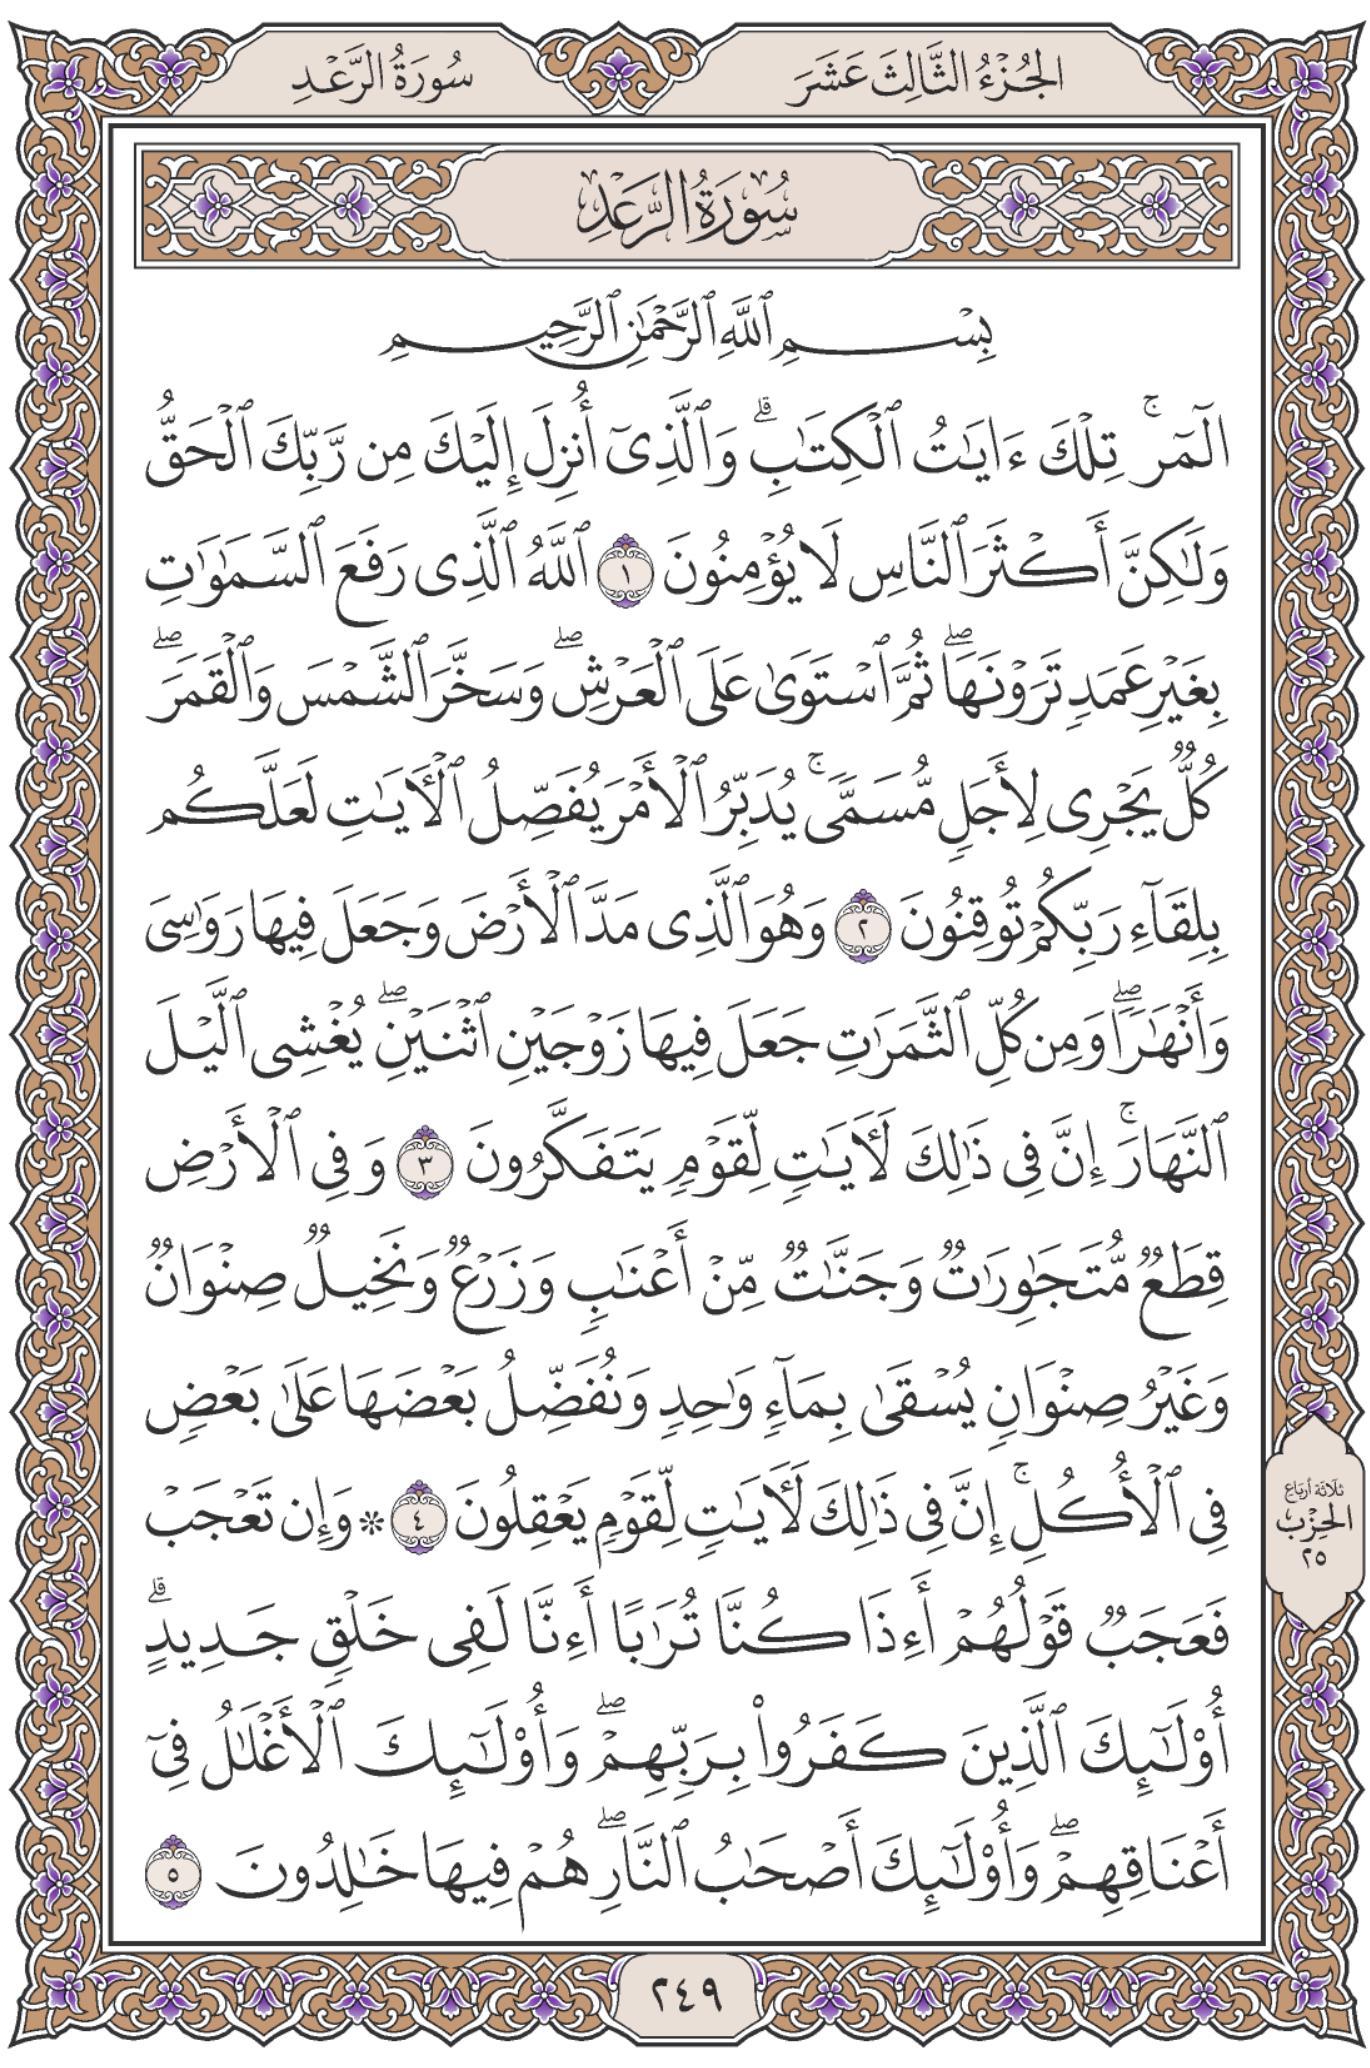 الجُزْءُ الثَّالِثَ عَشَرَ
سُورَةُ الرَّعْدِ
سُورَةُ الرَّعْدِ
بِسْمِ ٱللَّهِ ٱلرَّحْمَٰنِ ٱلرَّحِيمِ
الٓمٓرۚ تِلْكَ ءَايَٰتُ ٱلْكِتَٰبِۗ وَٱلَّذِىٓ أُنزِلَ إِلَيْكَ مِن رَّبِّكَ ٱلْحَقُّ
وَلَٰكِنَّ أَكْثَرَ ٱلنَّاسِ لَا يُؤْمِنُونَ ١ ٱللَّهُ ٱلَّذِى رَفَعَ ٱلسَّمَٰوَٰتِ
بِغَيْرِ عَمَدٍ تَرَوْنَهَاۖ ثُمَّ ٱسْتَوَىٰ عَلَى ٱلْعَرْشِۖ وَسَخَّرَ ٱلشَّمْسَ وَٱلْقَمَرَۖ
كُلٌّ يَجْرِى لِأَجَلٍ مُّسَمًّىۚ يُدَبِّرُ ٱلْأَمْرَ يُفَصِّلُ ٱلْءَايَٰتِ لَعَلَّكُم
بِلِقَآءِ رَبِّكُمْ تُوقِنُونَ ٢ وَهُوَ ٱلَّذِى مَدَّ ٱلْأَرْضَ وَجَعَلَ فِيهَا رَوَٰسِىَ
وَأَنْهَٰرًاۖ وَمِن كُلِّ ٱلثَّمَرَٰتِ جَعَلَ فِيهَا زَوْجَيْنِ ٱثْنَيْنِۖ يُغْشِى ٱلَّيْلَ
ٱلنَّهَارَۚ إِنَّ فِى ذَٰلِكَ لَءَايَٰتٍ لِّقَوْمٍ يَتَفَكَّرُونَ ٣ وَفِى ٱلْأَرْضِ
قِطَعٌ مُّتَجَٰوِرَٰتٌ وَجَنَّٰتٌ مِّنْ أَعْنَٰبٍ وَزَرْعٌ وَنَخِيلٌ صِنْوَانٌ
وَغَيْرُ صِنْوَانٍ يُسْقَىٰ بِمَآءٍ وَٰحِدٍ وَنُفَضِّلُ بَعْضَهَا عَلَىٰ بَعْضٍ
فِى ٱلْأُكُلِۚ إِنَّ فِى ذَٰلِكَ لَءَايَٰتٍ لِّقَوْمٍ يَعْقِلُونَ ٤ * وَإِن تَعْجَبْ
فَعَجَبٌ قَوْلُهُمْ أَءِذَا كُنَّا تُرَٰبًا أَءِنَّا لَفِى خَلْقٍ جَدِيدٍۗ
أُو۟لَٰٓئِكَ ٱلَّذِينَ كَفَرُوا۟ بِرَبِّهِمْۖ وَأُو۟لَٰٓئِكَ ٱلْأَغْلَٰلُ فِىٓ
أَعْنَاقِهِمْۖ وَأُو۟لَٰٓئِكَ أَصْحَٰبُ ٱلنَّارِۖ هُمْ فِيهَا خَٰلِدُونَ ٥
ثلاثة أرباع
الحِزْب
٢٥
٢٤٩